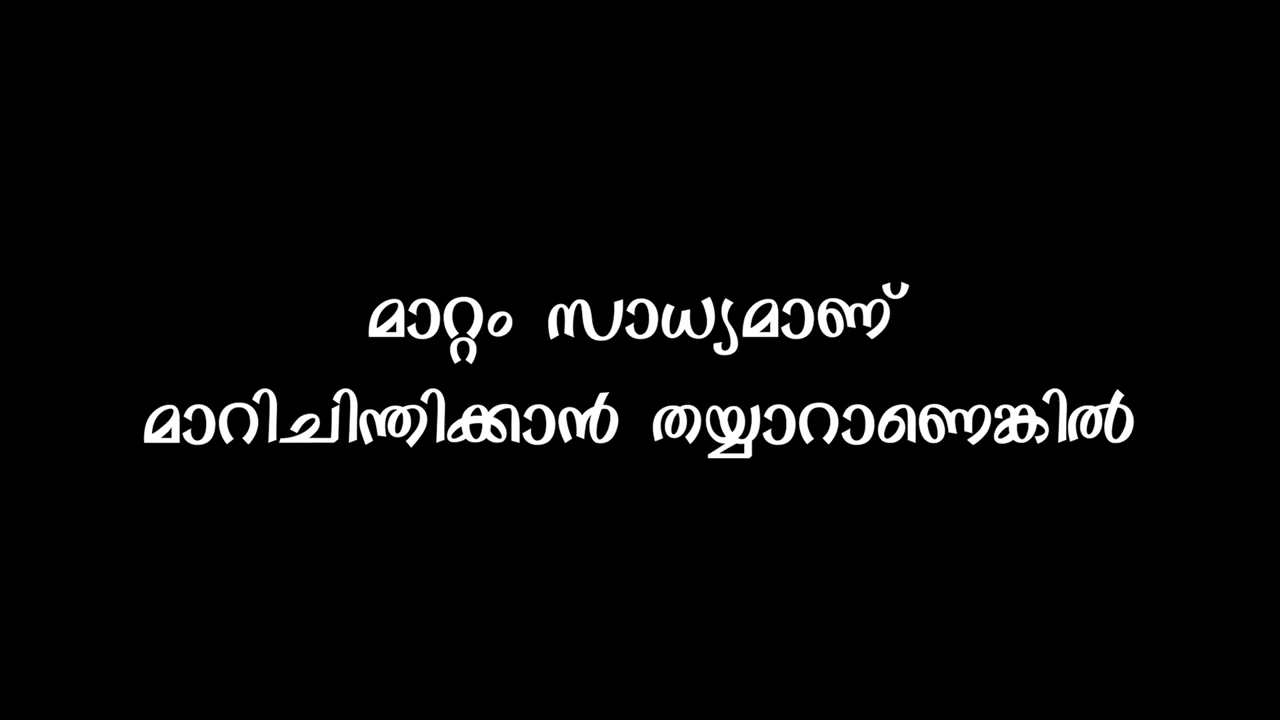 മാറ്റം സാധ്യമാണ്
മാറിചിന്തിക്കാൻ തയ്യാറാണെങ്കിൽ